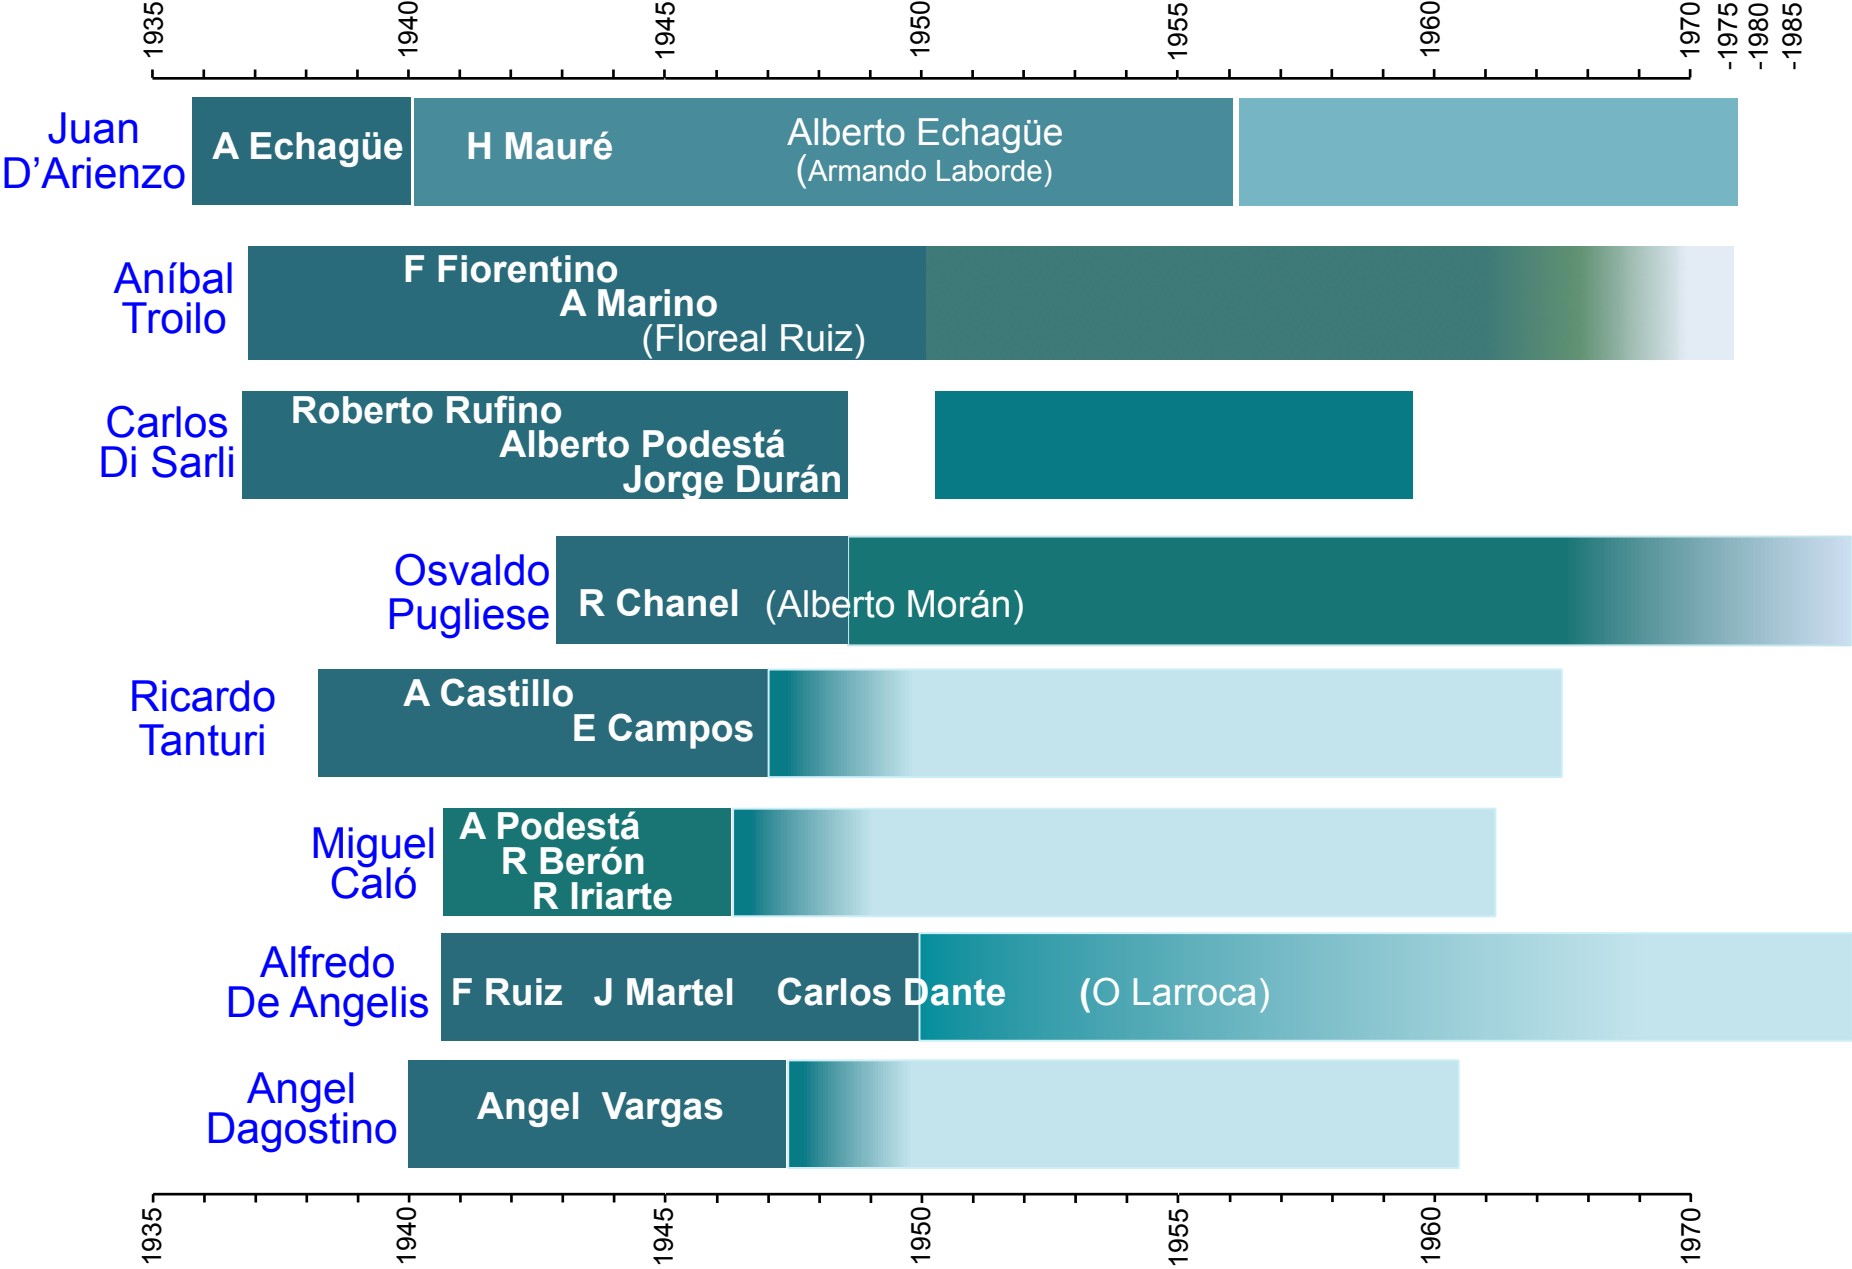 1935 1940 1945 1950 1955 1960 1970 -1975 -1980 -1985
Juan
D’Arienzo
A Echagüe H Mauré Alberto Echagüe
(Armando Laborde)
Aníbal
Troilo
F Fiorentino
A Marino
(Floreal Ruiz)
Carlos
Di Sarli
Roberto Rufino
Alberto Podestá
Jorge Durán
Osvaldo
Pugliese
R Chanel (Alberto Morán)
Ricardo
Tanturi
A Castillo
E Campos
Miguel
Caló
A Podestá
R Berón
R Iriarte
Alfredo
De Angelis
F Ruiz J Martel Carlos Dante (O Larroca)
Angel
Dagostino
Angel Vargas
1935 1940 1945 1950 1955 1960 1970